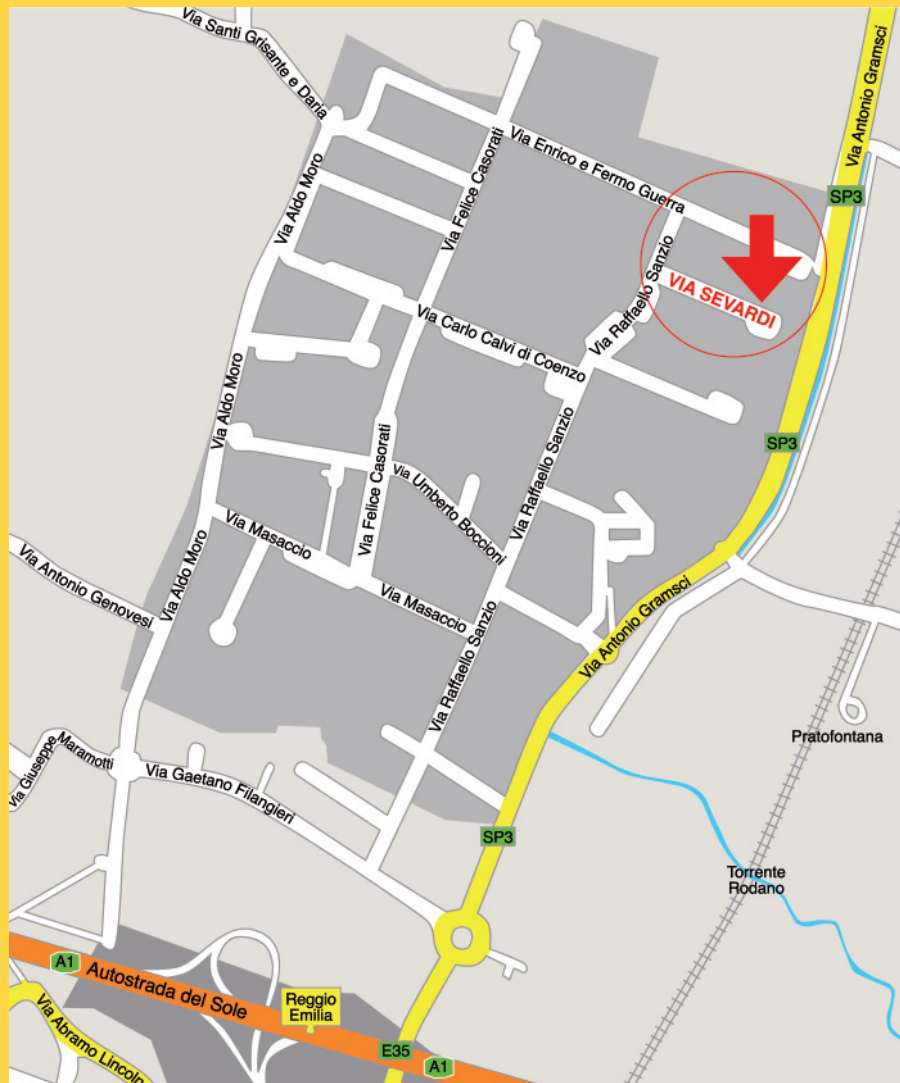 Via Santi Grisante e Daria
Via Antonio Gramsci
Via Enrico e Fermo Guerra
SP3
Via Aldo Moro
Via Felice Casorati
Via Raffaello Sanzio
VIA SEVARDI
Via Carlo Calvi di Coenzo
Via Aldo Moro
SP3
Via Felice Casorati
Via Umberto Boccioni
Via Raffaello Sanzio
Via Masaccio
Via Aldo Moro
Via Antonio Genovesi
Via Masaccio
Via Antonio Gramsci
Via Raffaello Sanzio
Pratofontana
Via Giuseppe Maramotti
Via Gaetano Filangieri
SP3
Torrente
Rodano
A1
Autostrada del Sole
Reggio
Emilia
Via Abramo Lincoln
E35
A1